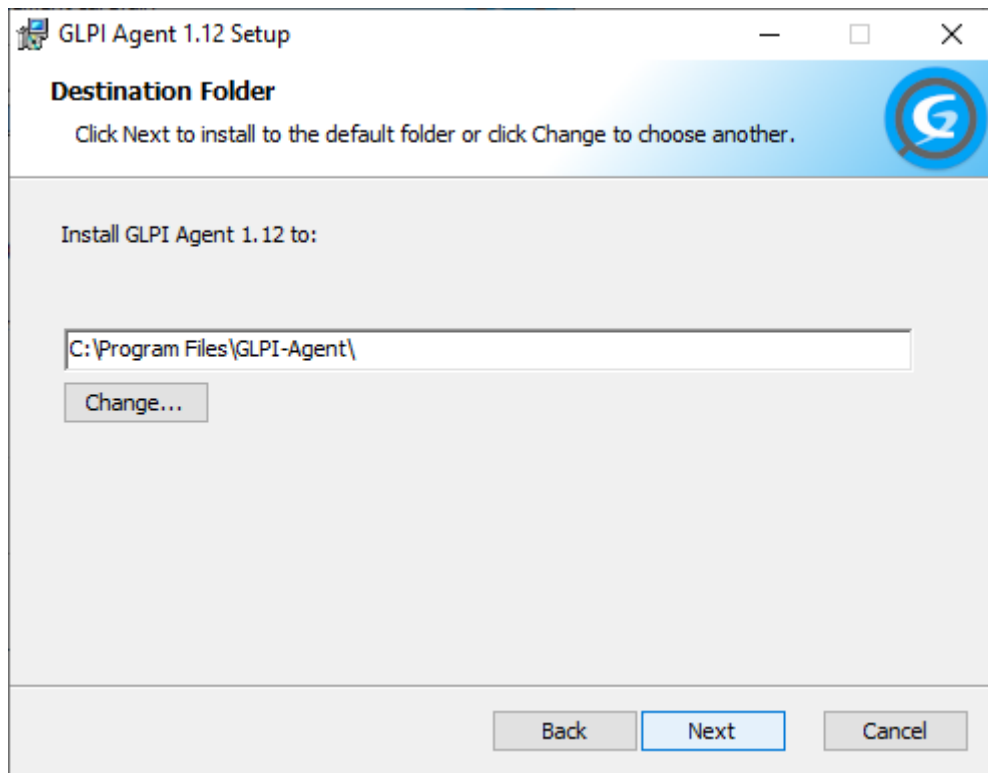 GLPI Agent 1.12 Setup
Destination Folder
Click Next to install to the default folder or click Change to choose another.
Install GLPI Agent 1.12 to:
C:\Program Files\GLPI-Agent\
Change...
Back Next Cancel